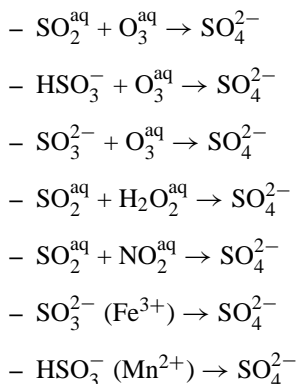 – SO₂^aq + O₃^aq → SO₄²⁻
– HSO₃⁻ + O₃^aq → SO₄²⁻
– SO₃²⁻ + O₃^aq → SO₄²⁻
– SO₂^aq + H₂O₂^aq → SO₄²⁻
– SO₂^aq + NO₂^aq → SO₄²⁻
– SO₃²⁻ (Fe³⁺) → SO₄²⁻
– HSO₃⁻ (Mn²⁺) → SO₄²⁻